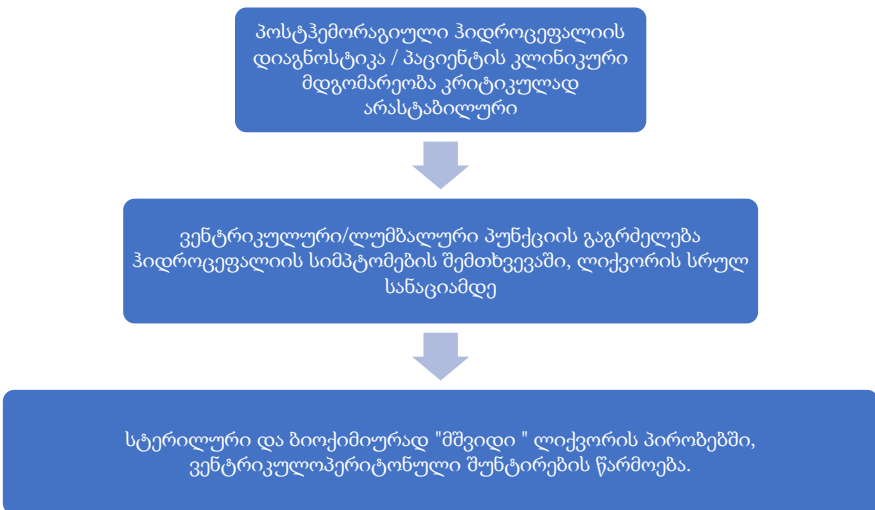 პოსტჰემორაგიული ჰიდროცეფალიის
დიაგნოსტიკა / პაციენტის კლინიკური
მდგომარეობა კრიტიკულად
არასტაბილური
ვენტრიკულური/ლუმბალური პუნქციის გაგრძელება
ჰიდროცეფალიის სიმპტომების შემთხვევაში, ლიქვორის სრულ
სანაციამდე
სტერილური და ბიოქიმიურად "მშვიდი " ლიქვორის პირობებში,
ვენტრიკულოპერიტონული შუნტირების წარმოება.